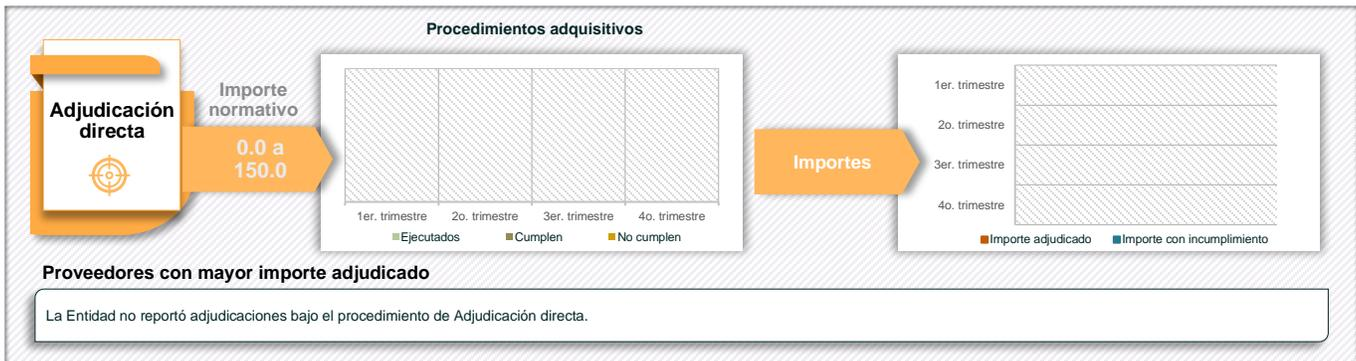 Procedimientos adquisitivos
Adjudicación
directa
Importe
normativo
0.0 a
150.0
1er. trimestre
2o. trimestre
3er. trimestre
4o. trimestre
Ejecutados
Cumplen
No cumplen
Importes
1er. trimestre
2o. trimestre
3er. trimestre
4o. trimestre
Importe adjudicado
Importe con incumplimiento
Proveedores con mayor importe adjudicado
La Entidad no reportó adjudicaciones bajo el procedimiento de Adjudicación directa.